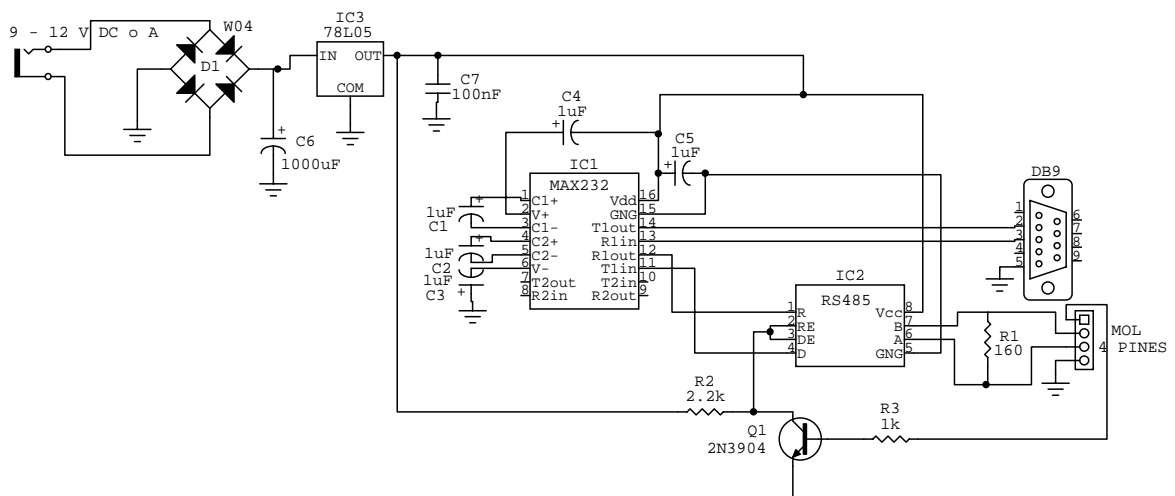 9 - 12 V DC o A
W04
D1
IC3
78L05
IN OUT
COM
C7
100nF
C6
1000uF
+
C4
1uF
+
C5
1uF
+
IC1
MAX232
1 C1+
2 V+
3 C1-
4 C2+
5 C2-
6 V-
7 T2out
8 R2in
Vdd 16
GNG 15
T1out 14
R1in 13
R1out 12
T1in 11
T2in 10
R2out 9
+
1uF
C1
+
1uF
C2
1uF
C3 +
DB9
1
2
3
4
5
6
7
8
9
IC2
RS485
1 R
2 RE
3 DE
4 D
Vcc 8
B 7
A 6
GNG 5
R1
160
MOL
4 PINES
R2
2.2k
Q1
2N3904
R3
1k